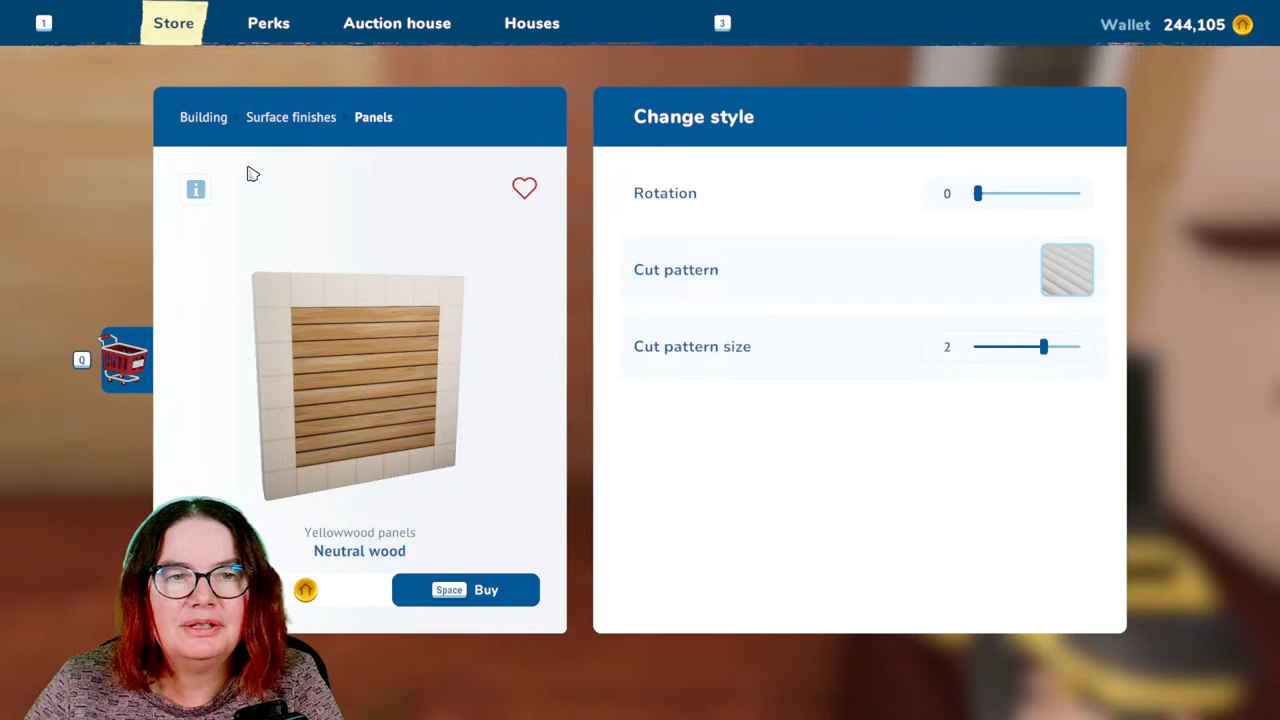 1
Store
Perks
Auction house
Houses
3
Wallet 244,105
Building
Surface finishes
Panels
Change style
i
Rotation
0
Cut pattern
Q
Cut pattern size
2
Yellowwood panels
Neutral wood
Space Buy